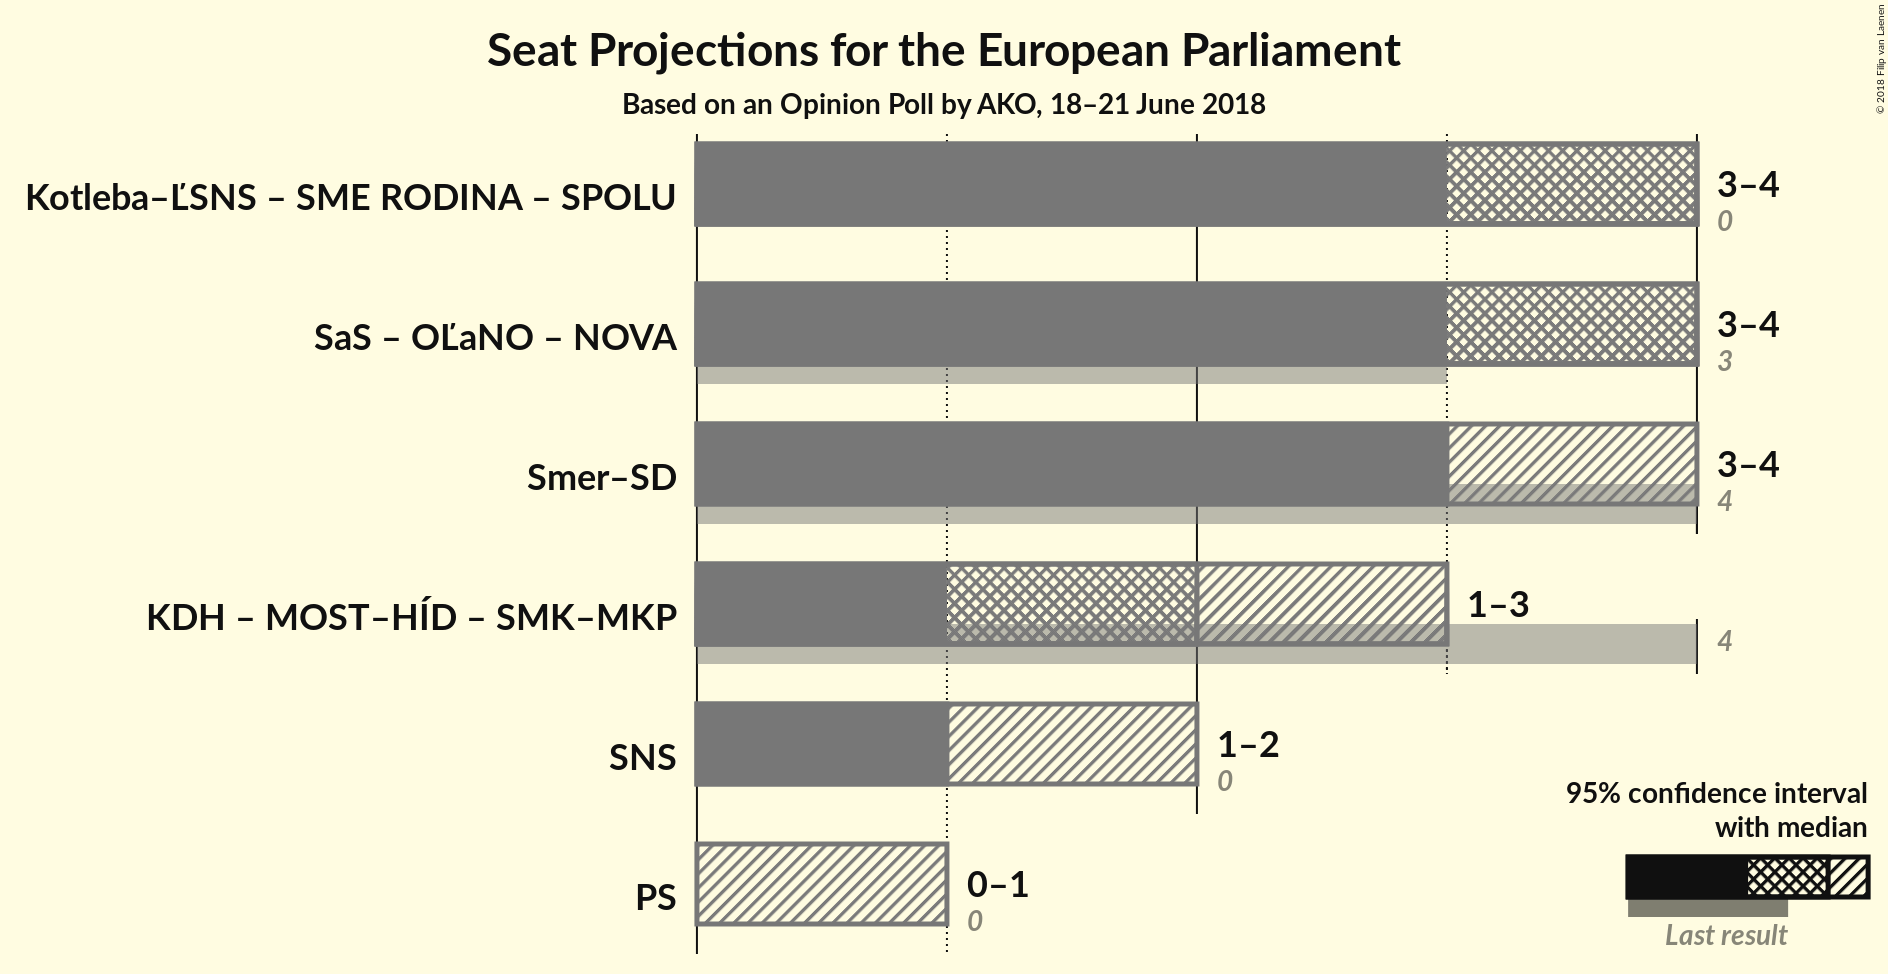 Seat Projections for the European Parliament
Based on an Opinion Poll by AKO, 18–21 June 2018
© 2018 Filip van Laenen
Kotleba–ĽSNS – SME RODINA – SPOLU
3–4
0
SaS – OĽaNO – NOVA
3–4
3
Smer–SD
3–4
4
KDH – MOST–HÍD – SMK–MKP
1–3
4
SNS
1–2
0
PS
0–1
0
95% confidence interval
with median
Last result